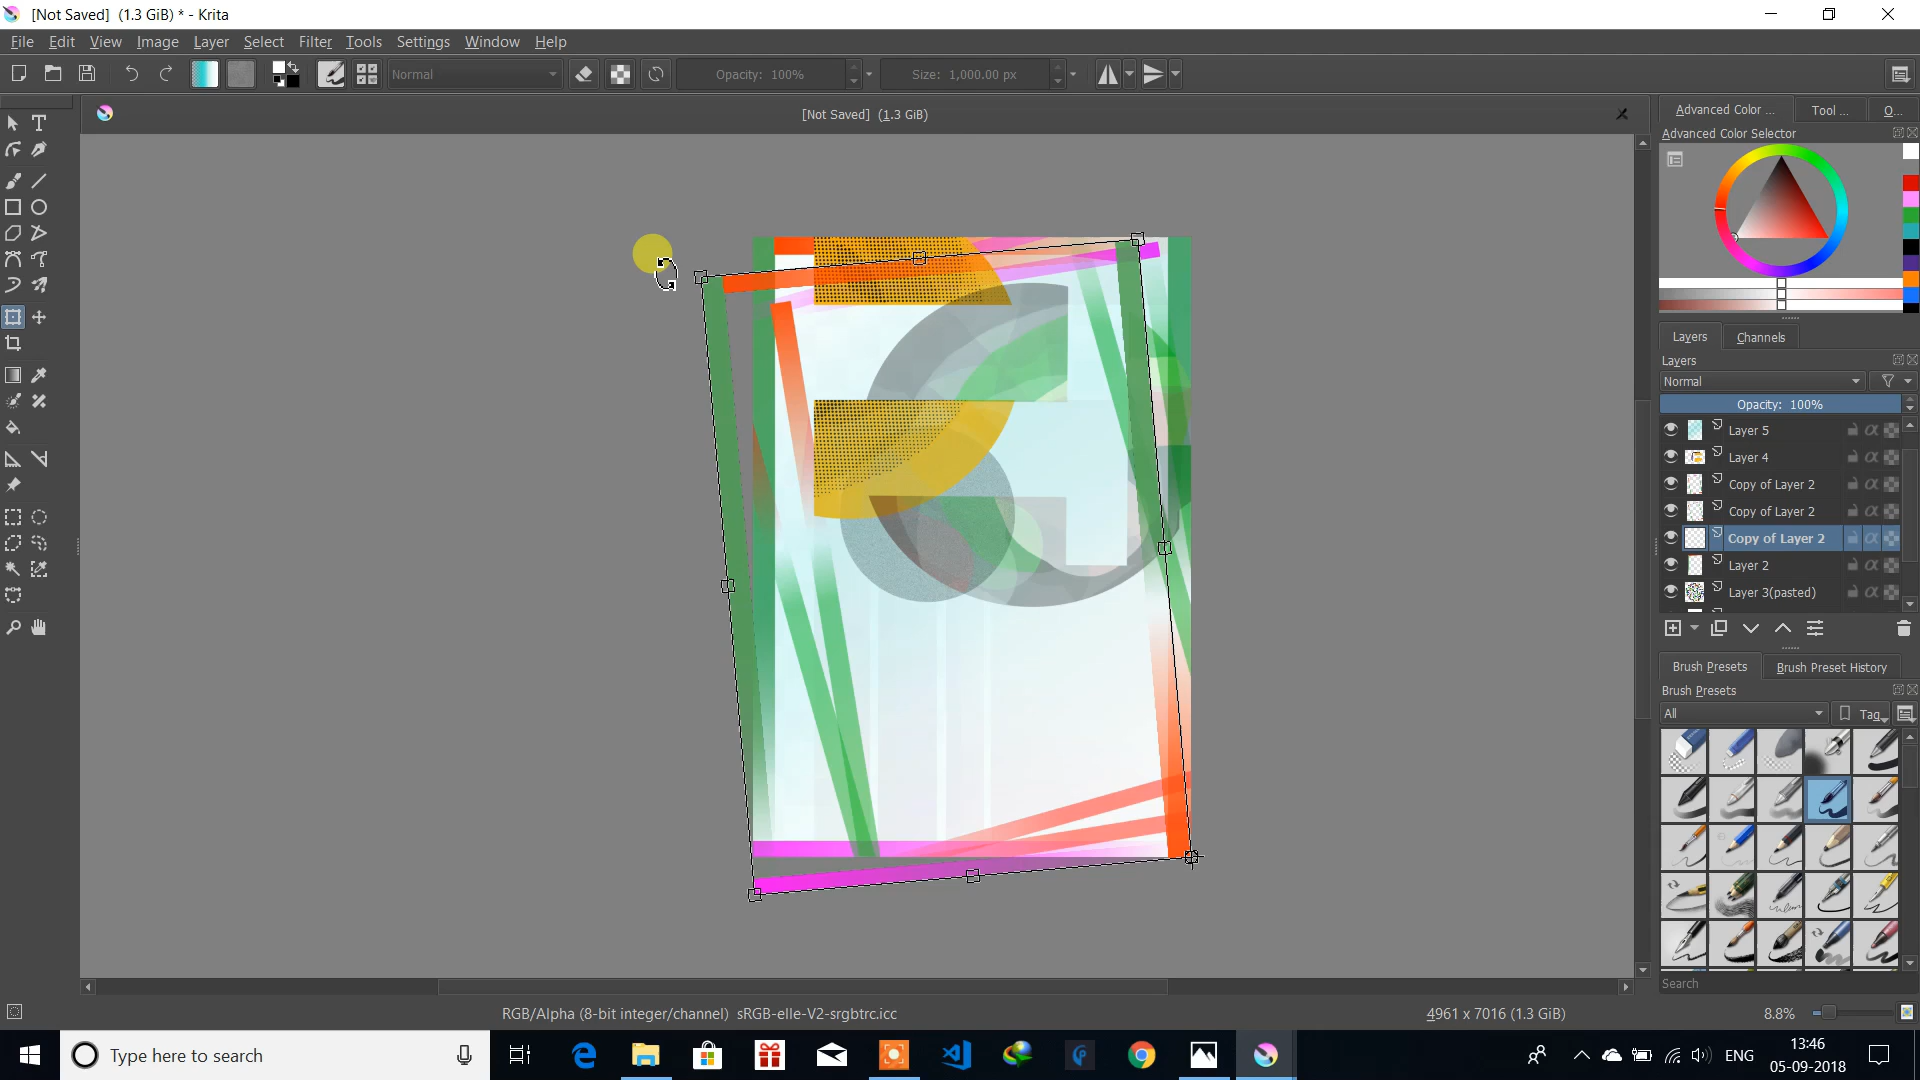 [Not Saved]  (1.3 GiB) * - Krita
File Edit View Image Layer Select Filter Tools Settings Window Help
Normal Opacity: 100% Size: 1,000.00 px
[Not Saved]  (1.3 GiB)
Advanced Color ... Tool ... O...
Advanced Color Selector
Layers Channels
Layers
Normal
Opacity: 100%
Layer 5
Layer 4
Copy of Layer 2
Copy of Layer 2
Copy of Layer 2
Layer 2
Layer 3(pasted)
Brush Presets Brush Preset History
Brush Presets
All Tag
Search
RGB/Alpha (8-bit integer/channel)  sRGB-elle-V2-srgbtrc.icc 4961 x 7016 (1.3 GiB) 8.8%
Type here to search ENG 13:46
05-09-2018